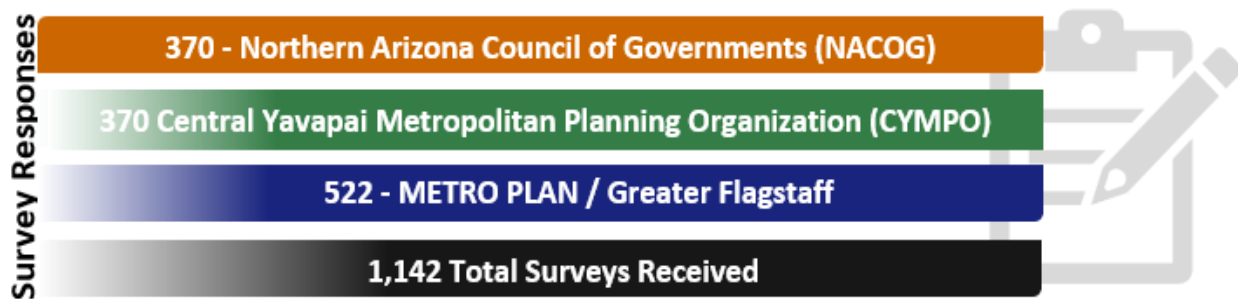 Survey Responses
370 - Northern Arizona Council of Governments (NACOG)
370 Central Yavapai Metropolitan Planning Organization (CYMPO)
522 - METRO PLAN / Greater Flagstaff
1,142 Total Surveys Received